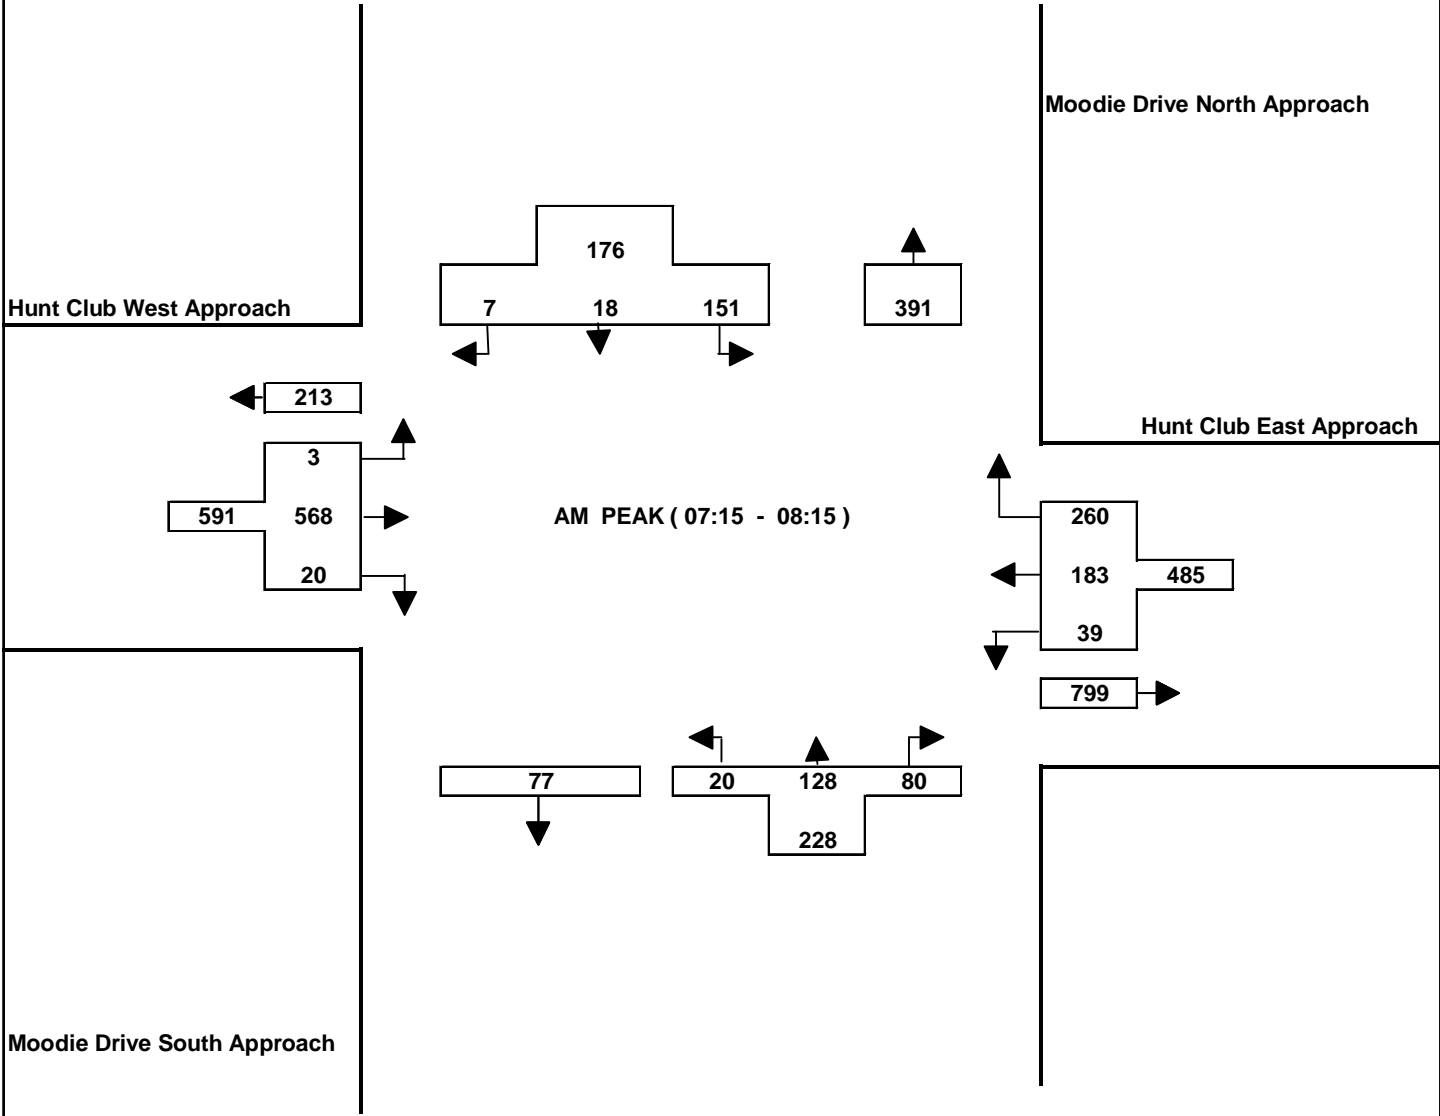 Moodie Drive North Approach
176
Hunt Club West Approach
7 18 151
391
213
Hunt Club East Approach
3
591 568
20
AM PEAK ( 07:15 - 08:15 )
260
183 485
39
799
77
20 128 80
228
Moodie Drive South Approach